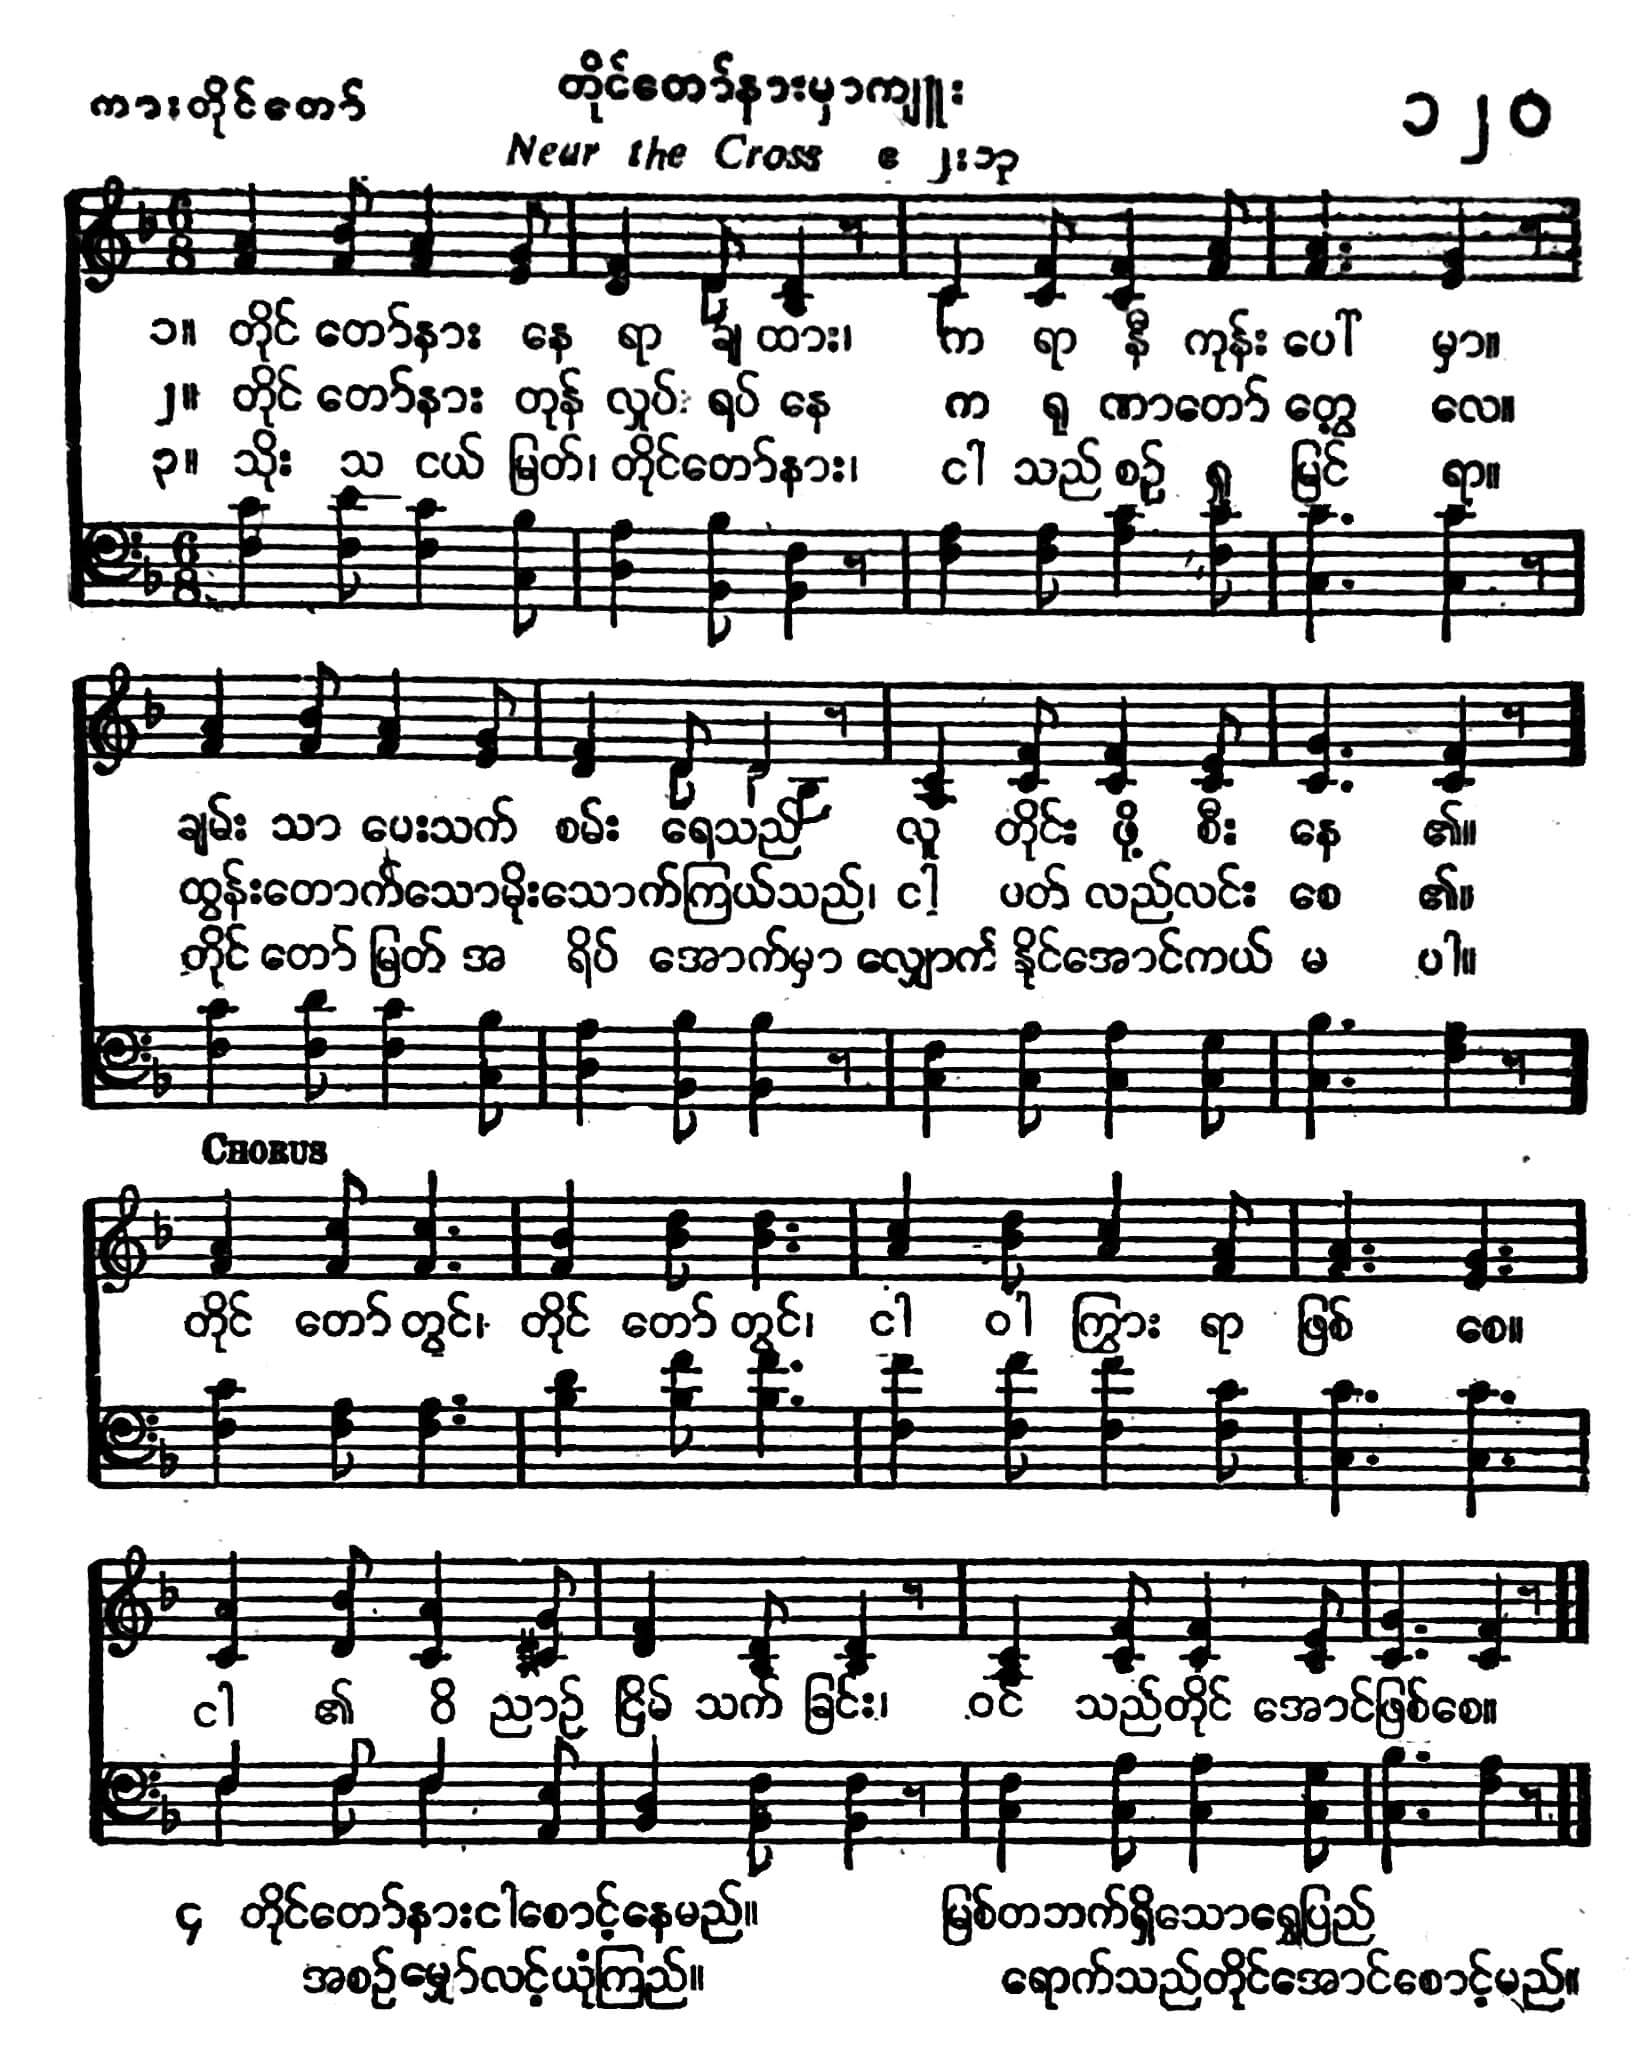 ကားတိုင်တော်
တိုင်တော်နားမှာကျူး
၁၂၀
Near the Cross ဧ ၂း၁၃
၁။ တိုင် တော်နား နေ ရာ ချ ထား၊ က ရာ နီ ကုန်း ပေါ် မှာ။
၂။ တိုင် တော်နား တုန် လှုပ် ရပ် နေ က ရု ဏာတော် တွေ့ လေ။
၃။ သိုး သ ငယ် မြတ်၊ တိုင်တော်နား၊ ငါ သည် စဉ် ရှု မြင် ရာ။
ချမ်း သာ ပေးသက် စမ်း ရေသည် လူ တိုင်း ဖို့ စီး နေ ၏။
ထွန်းတောက်သောမိုးသောက်ကြယ်သည်၊ ငါ့ ပတ် လည်လင်း စေ ၏။
တိုင် တော် မြတ် အ ရိပ် အောက်မှာ လျှောက် နိုင်အောင်ကယ် မ ပါ။
CHORUS
တိုင် တော် တွင်၊ တိုင် တော် တွင်၊ ငါ ဝါ ကြွား ရာ ဖြစ် စေ။
ငါ ၏ ဝိ ညာဉ် ငြိမ် သက် ခြင်း၊ ဝင် သည်တိုင် အောင်ဖြစ်စေ။
၄ တိုင်တော်နားငါစောင့်နေမည်။ မြစ်တဘက်ရှိသောရွှေပြည်
အစဉ်မျှော်လင့်ယုံကြည်။ ရောက်သည်တိုင်အောင်စောင့်မည်။